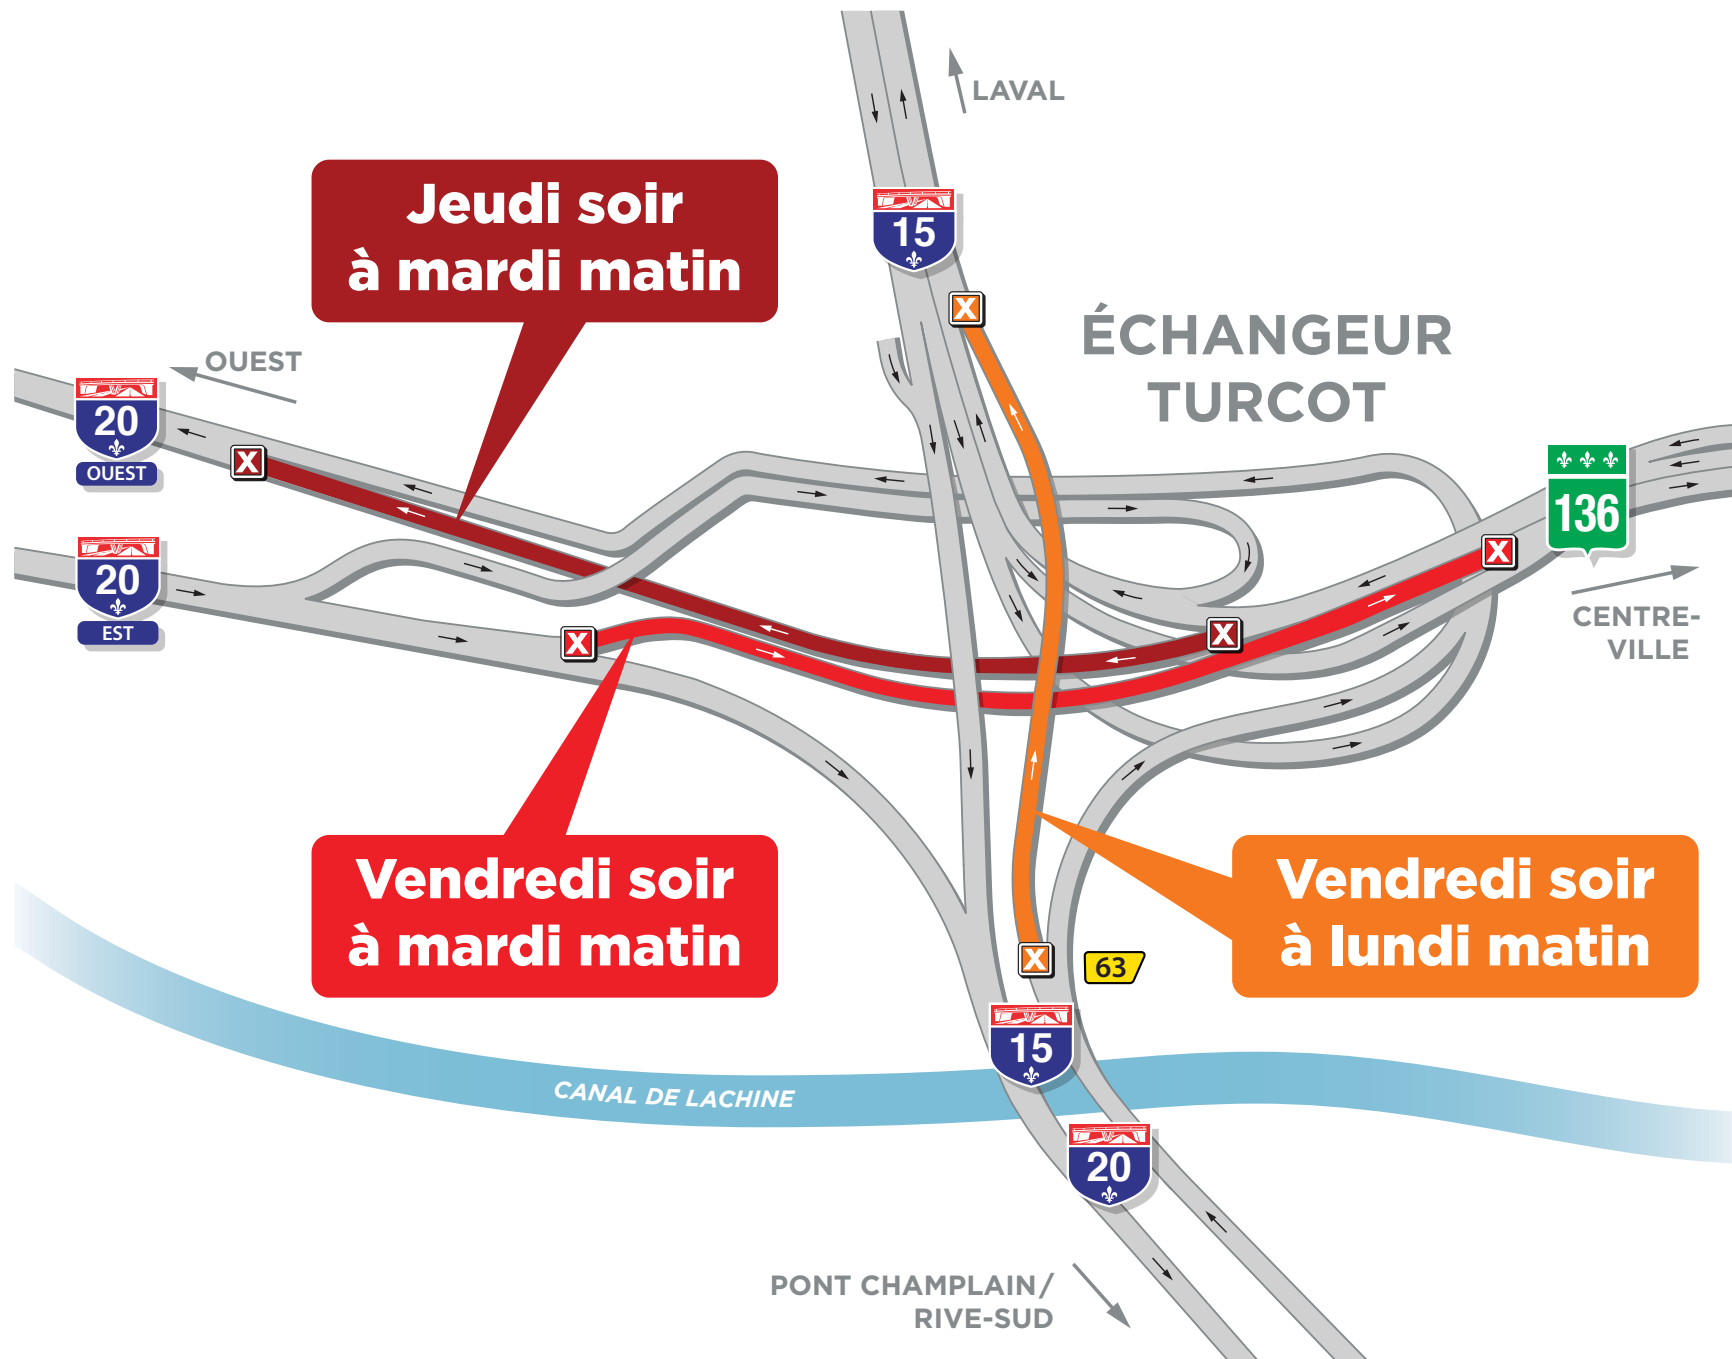 LAVAL
Jeudi soir
à mardi matin
15
ÉCHANGEUR
TURCOT
OUEST
20
OUEST
X
X
136
20
EST
X
X
X
CENTRE-
VILLE
Vendredi soir
à mardi matin
Vendredi soir
à lundi matin
X
63
15
CANAL DE LACHINE
20
PONT CHAMPLAIN/
RIVE-SUD